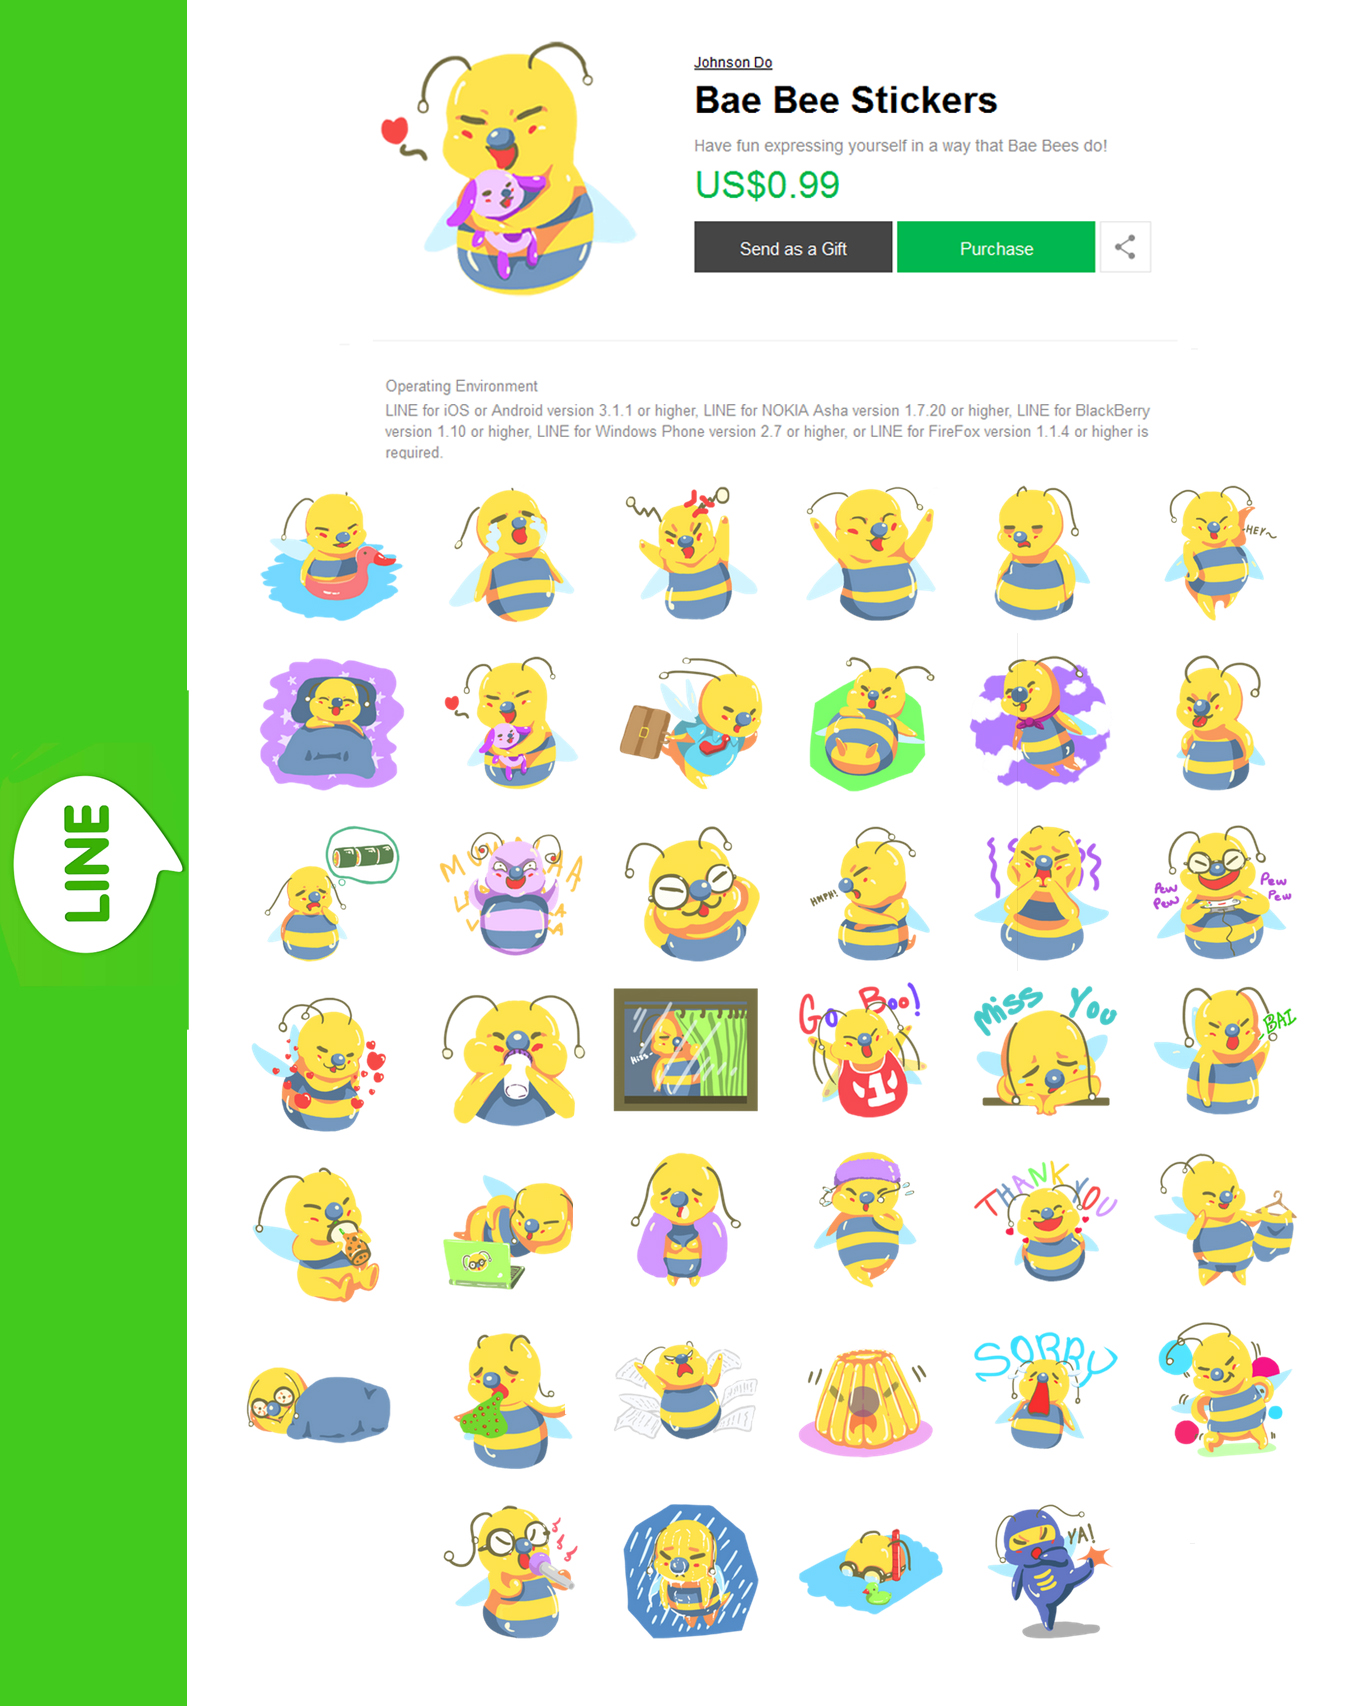 Johnson Do
Bae Bee Stickers
Have fun expressing yourself in a way that Bae Bees do!
US$0.99
Send as a Gift
Purchase
Operating Environment
LINE for iOS or Android version 3.1.1 or higher, LINE for NOKIA Asha version 1.7.20 or higher, LINE for BlackBerry
version 1.10 or higher, LINE for Windows Phone version 2.7 or higher, or LINE for FireFox version 1.1.4 or higher is
required.
HEY~
LINE
HMPH!
Pew Pew
Pew Pew
Go Boo!
1
Miss You
BAI
THANK YOU
SORRY
YA!